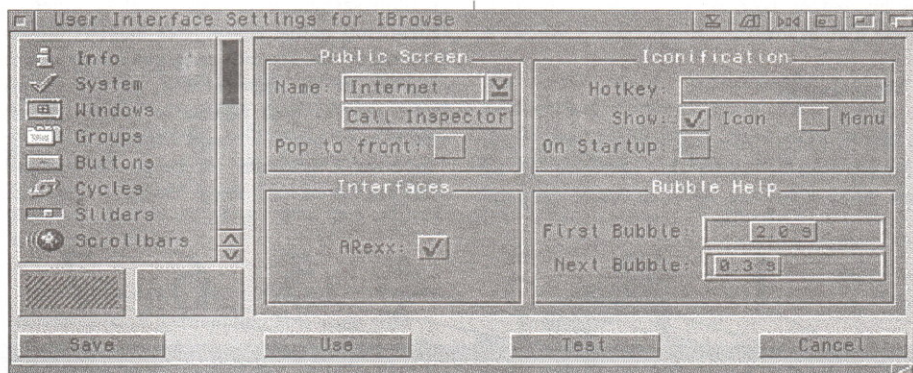 User Interface Settings for IBrowse
Info
System
Windows
Groups
Buttons
Cycles
Sliders
Scrollbars
Public Screen
Name: Internet
Call Inspector
Pop to front:
Interfaces
ARexx:
Iconification
Hotkey:
Show: Icon Menu
On Startup:
Bubble Help
First Bubble: 2.0 s
Next Bubble: 0.3 s
Save Use Test Cancel